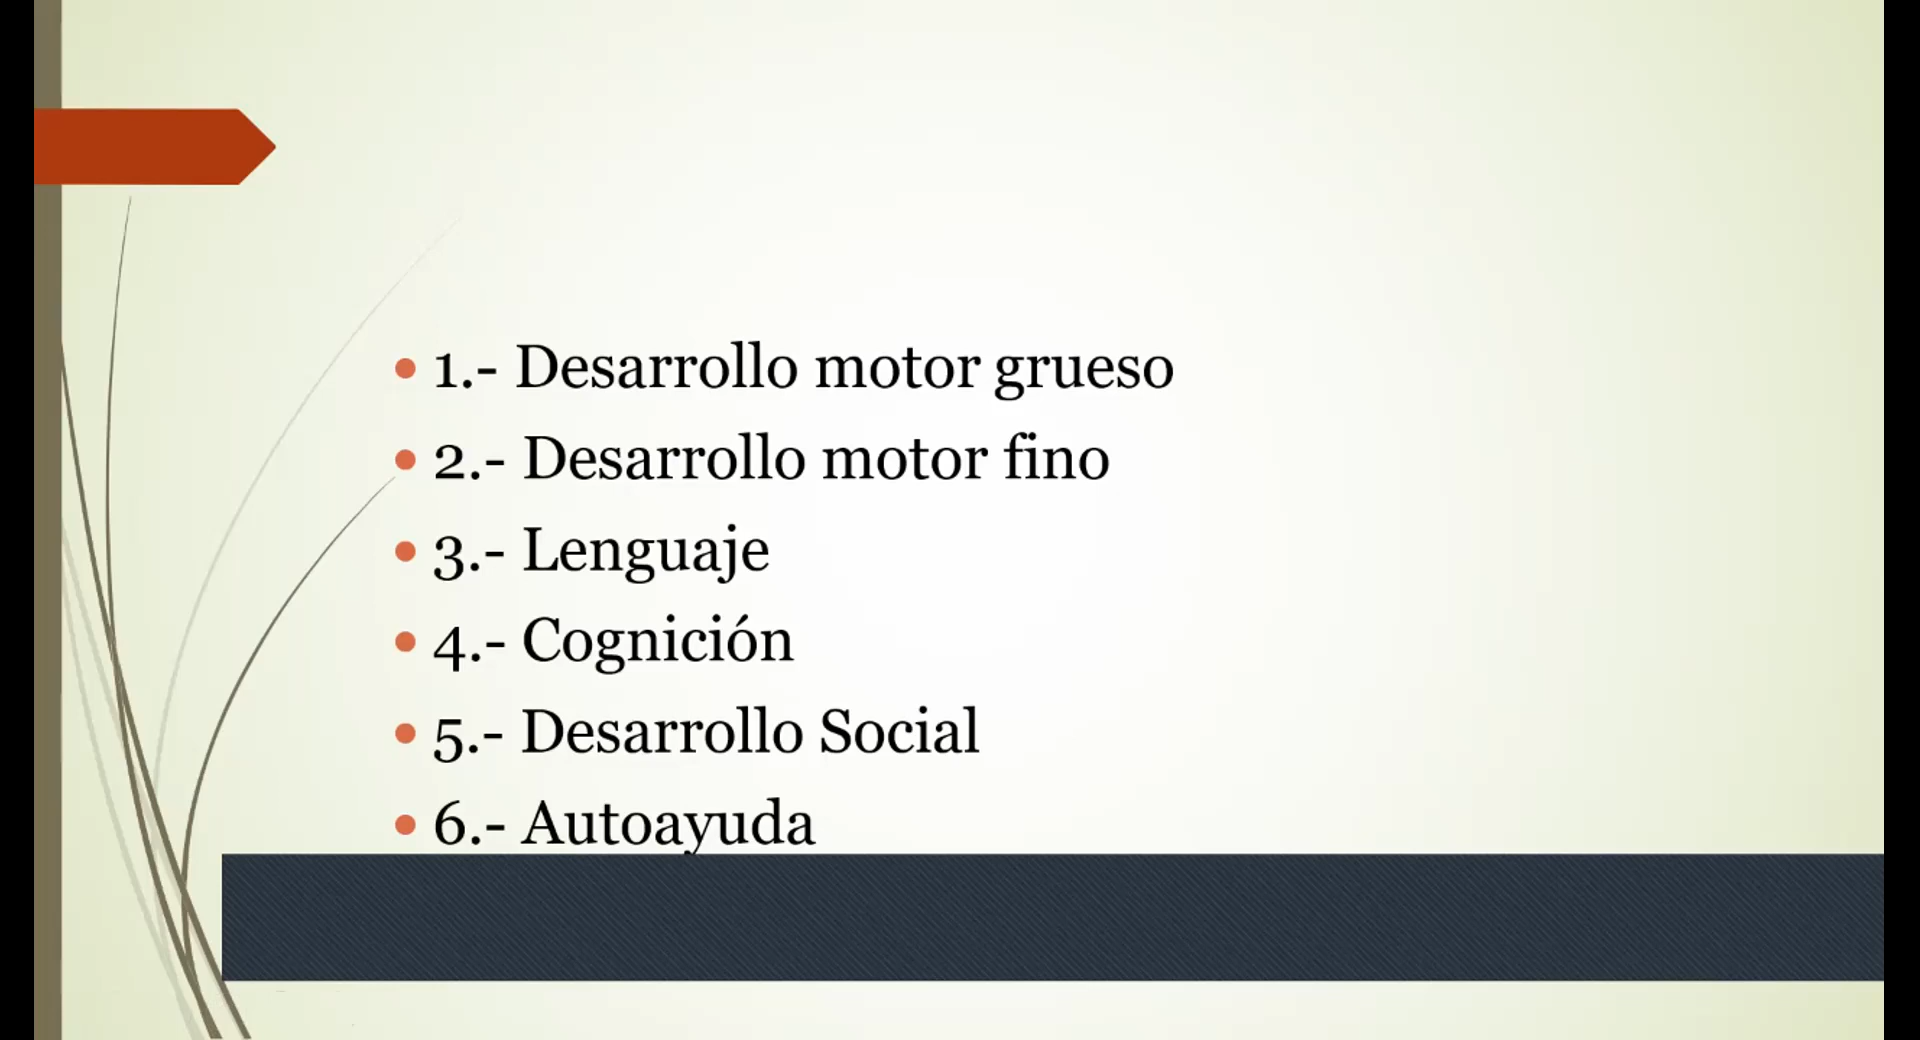 • 1.- Desarrollo motor grueso
• 2.- Desarrollo motor fino
• 3.- Lenguaje
• 4.- Cognición
• 5.- Desarrollo Social
• 6.- Autoayuda